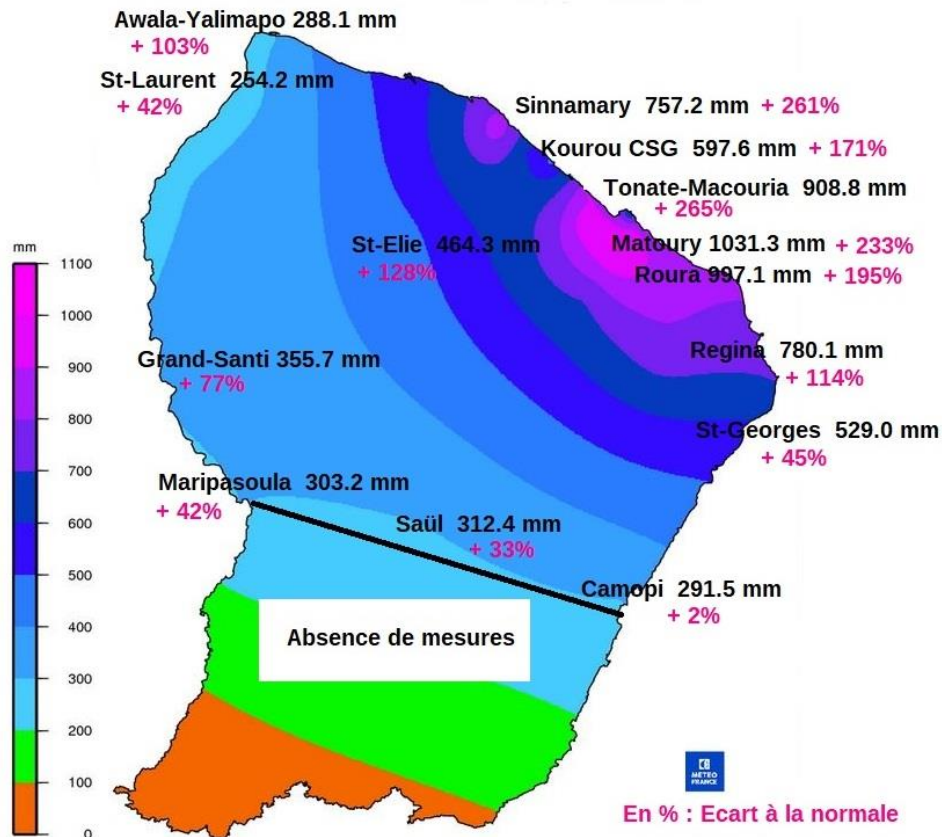 Awala-Yalimapo 288.1 mm
+ 103%
St-Laurent 254.2 mm
+ 42%
Sinnamary 757.2 mm + 261%
Kourou CSG 597.6 mm + 171%
Tonate-Macouria 908.8 mm
+ 265%
St-Elie 464.3 mm
+ 128%
Matoury 1031.3 mm + 233%
Roura 997.1 mm + 195%
Grand-Santi 355.7 mm
+ 77%
Regina 780.1 mm
+ 114%
St-Georges 529.0 mm
+ 45%
Maripasoula 303.2 mm
+ 42%
Saül 312.4 mm
+ 33%
Camopi 291.5 mm
+ 2%
Absence de mesures
mm
1100
1000
900
800
700
600
500
400
300
200
100
0
METEO
FRANCE
En % : Ecart à la normale